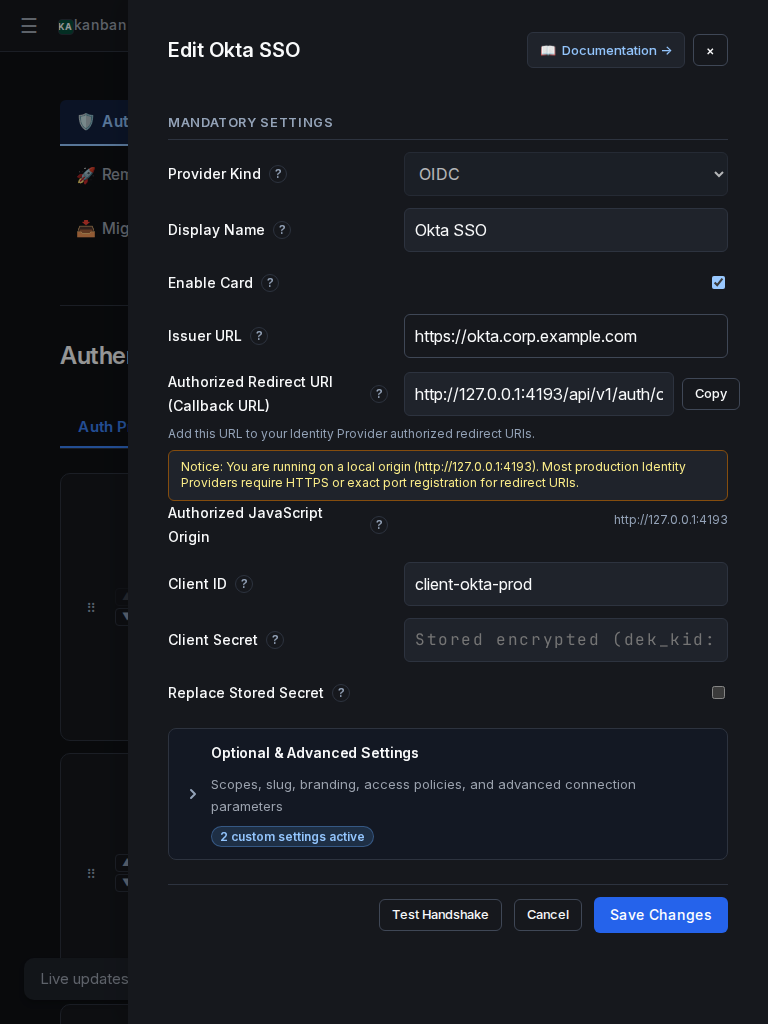 ☰ KA kanban
Edit Okta SSO
📖 Documentation →
×
🛡️ Aut
🚀 Rem
📥 Mig
Authe
Auth P
MANDATORY SETTINGS
Provider Kind ?
OIDC
Display Name ?
Okta SSO
Enable Card ?
Issuer URL ?
https://okta.corp.example.com
Authorized Redirect URI
(Callback URL) ?
http://127.0.0.1:4193/api/v1/auth/c
Copy
Add this URL to your Identity Provider authorized redirect URIs.
Notice: You are running on a local origin (http://127.0.0.1:4193). Most production Identity
Providers require HTTPS or exact port registration for redirect URIs.
Authorized JavaScript
Origin ?
http://127.0.0.1:4193
Client ID ?
client-okta-prod
Client Secret ?
Stored encrypted (dek_kid:
Replace Stored Secret ?
Optional & Advanced Settings
Scopes, slug, branding, access policies, and advanced connection
parameters
2 custom settings active
Test Handshake
Cancel
Save Changes
Live updates